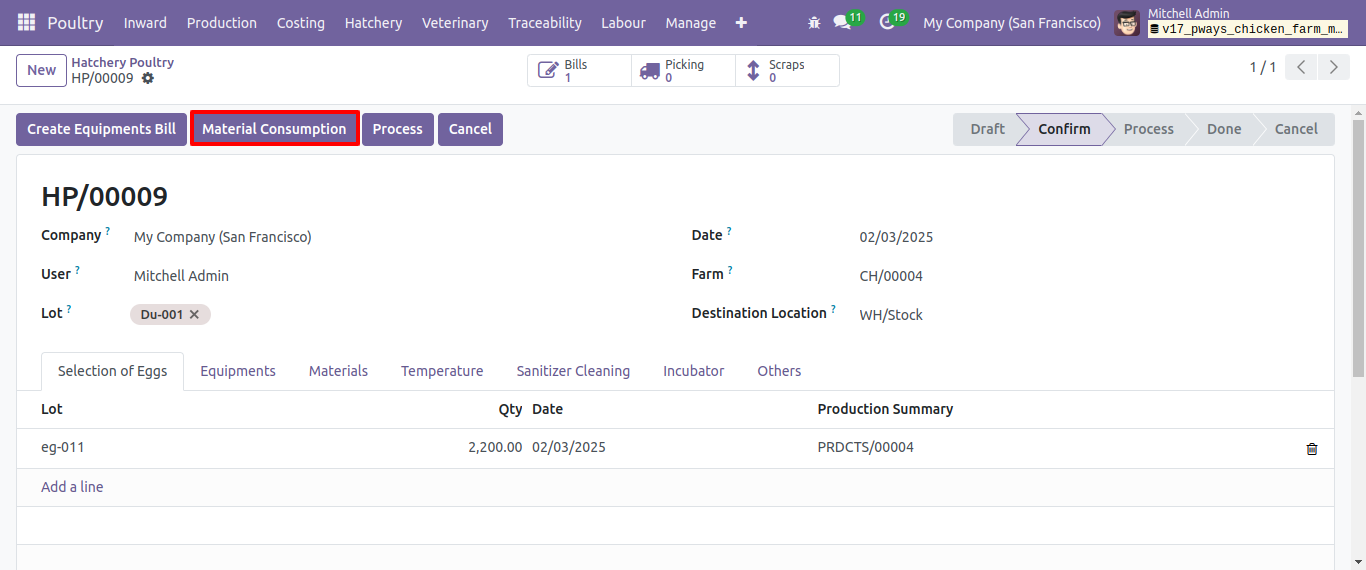 Poultry Inward Production Costing Hatchery Veterinary Traceability Labour Manage 11 19 My Company (San Francisco) Mitchell Admin
v17_pways_chicken_farm_m…
New Hatchery Poultry
HP/00009
Bills
1
Picking
0
Scraps
0
1 / 1
Create Equipments Bill Material Consumption Process Cancel Draft Confirm Process Done Cancel
HP/00009
Company ? My Company (San Francisco) Date ? 02/03/2025
User ? Mitchell Admin Farm ? CH/00004
Lot ? Du-001 Destination Location ? WH/Stock
Selection of Eggs Equipments Materials Temperature Sanitizer Cleaning Incubator Others
Lot Qty Date Production Summary
eg-011 2,200.00 02/03/2025 PRDCTS/00004
Add a line